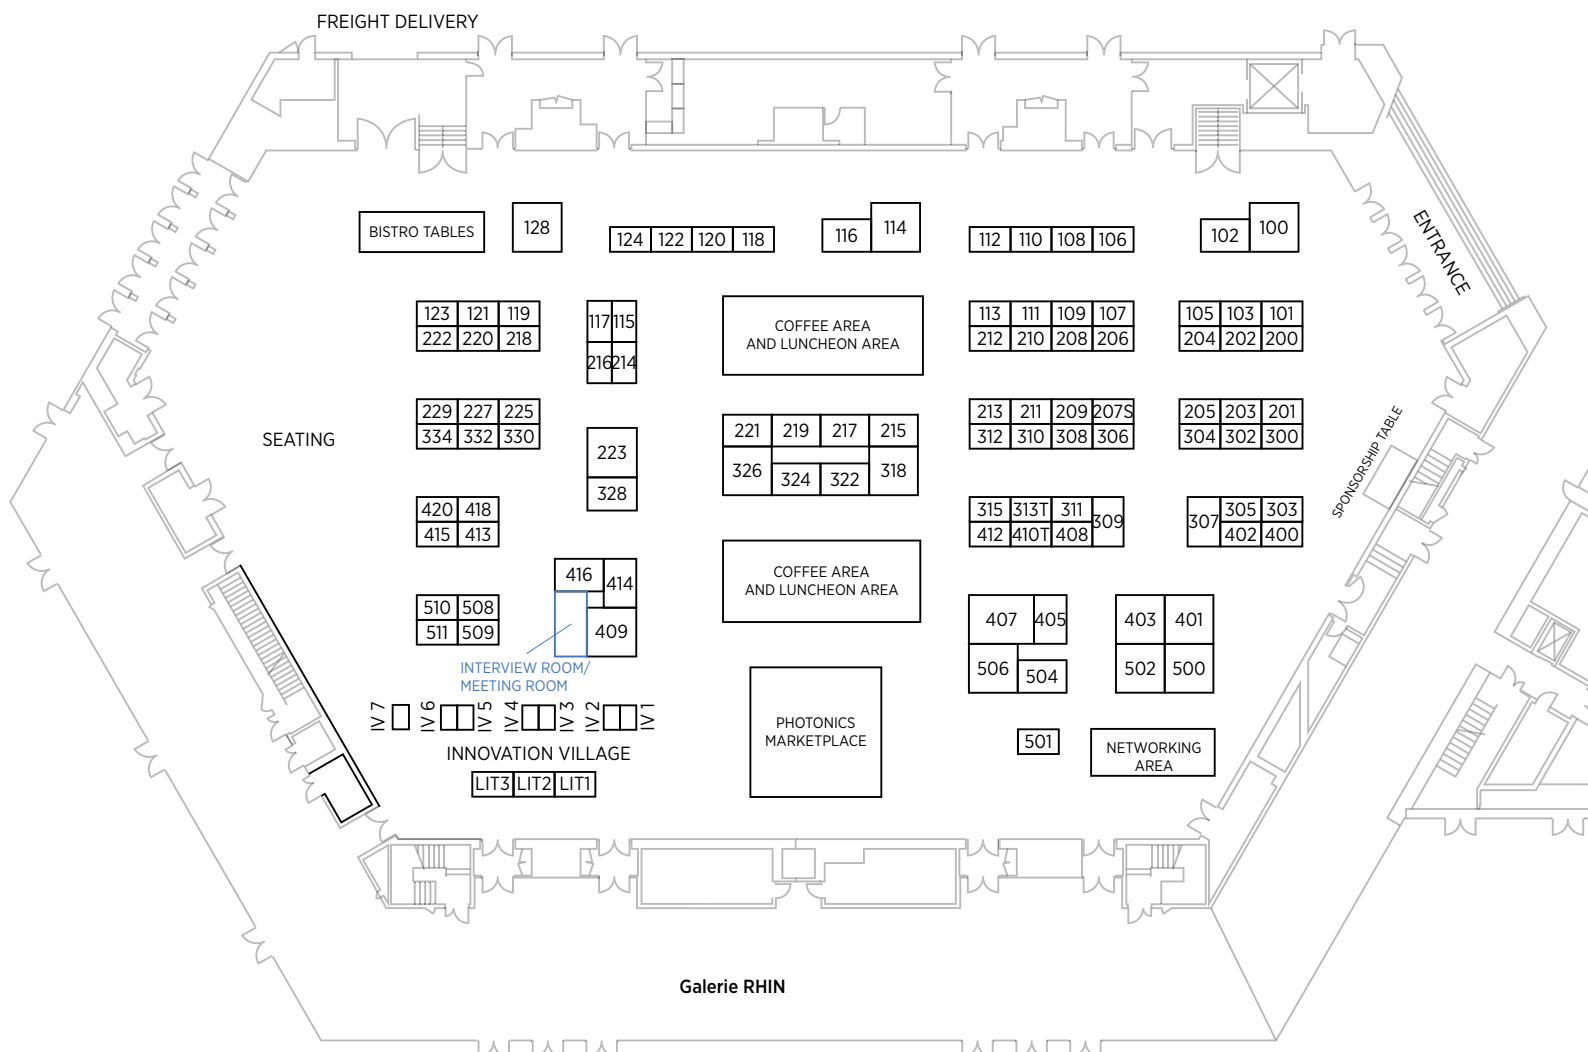 FREIGHT DELIVERY
BISTRO TABLES
128
124 122 120 118
116
114
112 110 108 106
102
100
ENTRANCE
123 121 119
222 220 218
117 115
216 214
COFFEE AREA
AND LUNCHEON AREA
113 111 109 107
212 210 208 206
105 103 101
204 202 200
SEATING
229 227 225
334 332 330
223
328
221 219 217 215
326 324 322 318
213 211 209 207S
312 310 308 306
205 203 201
304 302 300
SPONSORSHIP TABLE
420 418
415 413
315 313T 311 309
412 410T 408
307 305 303
402 400
416 414
409
COFFEE AREA
AND LUNCHEON AREA
510 508
511 509
INTERVIEW ROOM/
MEETING ROOM
407 405
506 504
403 401
502 500
IV 7
IV 6
IV 5
IV 4
IV 3
IV 2
IV 1
INNOVATION VILLAGE
LIT3 LIT2 LIT1
PHOTONICS
MARKETPLACE
501
NETWORKING
AREA
Galerie RHIN